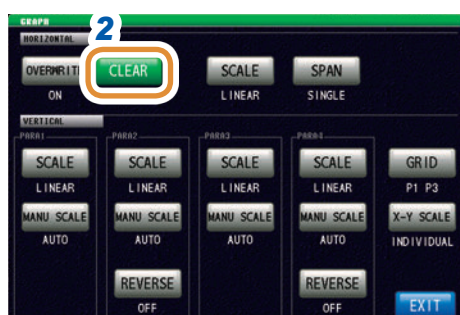 GRAPH
HORIZONTAL
2
OVERWRITE CLEAR SCALE SPAN
ON LINEAR SINGLE
VERTICAL
PARA1 PARA2 PARA3 PARA4
SCALE SCALE SCALE SCALE GRID
LINEAR LINEAR LINEAR LINEAR P1 P3
MANU SCALE MANU SCALE MANU SCALE MANU SCALE X-Y SCALE
AUTO AUTO AUTO AUTO INDIVIDUAL
REVERSE REVERSE
OFF OFF EXIT